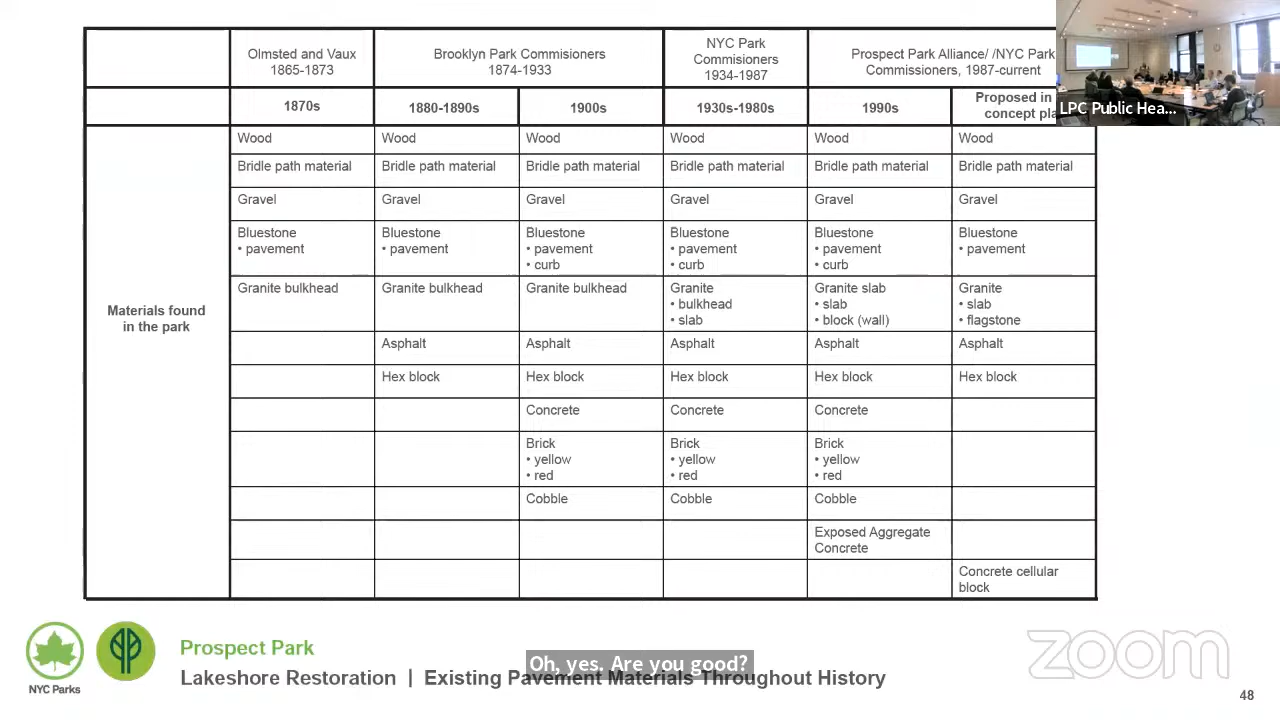 Olmsted and Vaux
1865-1873
Brooklyn Park Commisioners
1874-1933
NYC Park
Commisioners
1934-1987
Prospect Park Alliance/ /NYC Park
Commissioners, 1987-current
1870s
1880-1890s
1900s
1930s-1980s
1990s
Proposed in
concept
LPC Public Hea...
Materials found
in the park
Wood
Wood
Wood
Wood
Wood
Wood
Bridle path material
Bridle path material
Bridle path material
Bridle path material
Bridle path material
Bridle path material
Gravel
Gravel
Gravel
Gravel
Gravel
Gravel
Bluestone
• pavement
Bluestone
• pavement
Bluestone
• pavement
• curb
Bluestone
• pavement
• curb
Bluestone
• pavement
• curb
Bluestone
• pavement
Granite bulkhead
Granite bulkhead
Granite bulkhead
Granite
• bulkhead
• slab
Granite slab
• slab
• block (wall)
Granite
• slab
• flagstone
Asphalt
Asphalt
Asphalt
Asphalt
Asphalt
Hex block
Hex block
Hex block
Hex block
Hex block
Concrete
Concrete
Concrete
Brick
• yellow
• red
Brick
• yellow
• red
Brick
• yellow
• red
Cobble
Cobble
Cobble
Exposed Aggregate
Concrete
Concrete cellular
block
NYC Parks
Prospect Park
Lakeshore Restoration | Existing Pavement Materials Throughout History
Oh, yes. Are you good?
zoom
48